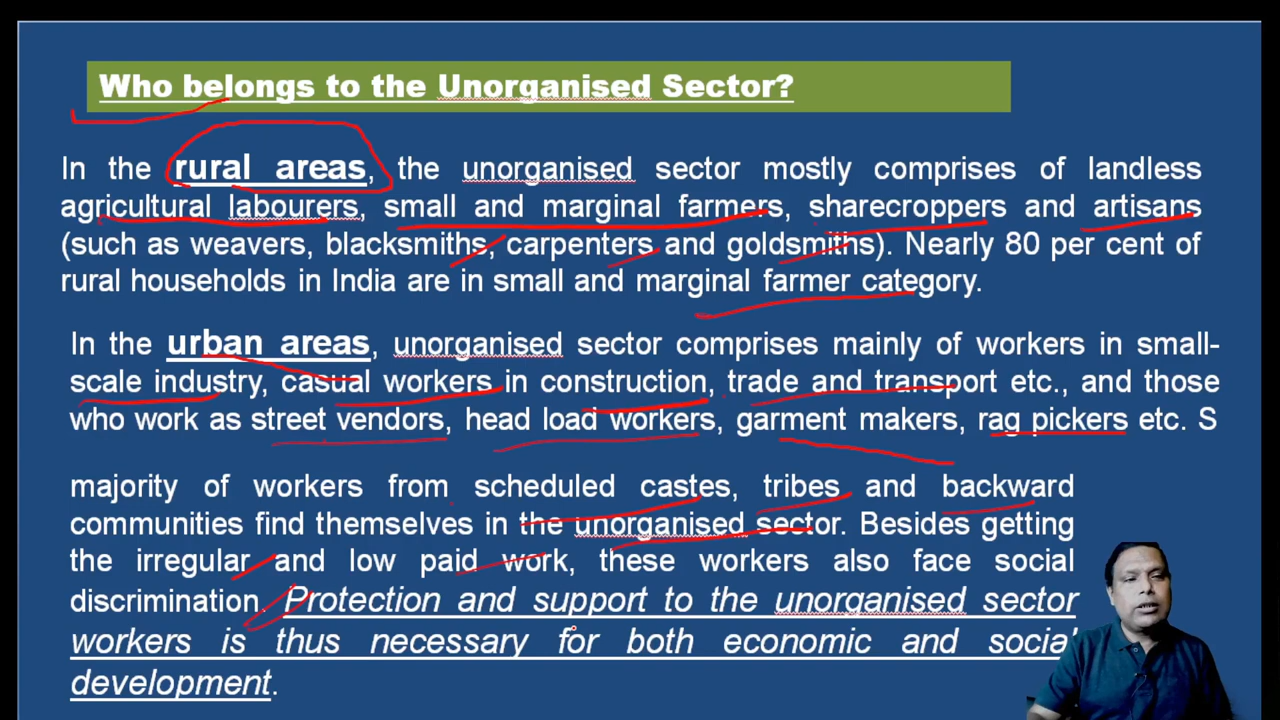 Who belongs to the Unorganised Sector?
In the rural areas, the unorganised sector mostly comprises of landless
agricultural labourers, small and marginal farmers, sharecroppers and artisans
(such as weavers, blacksmiths, carpenters and goldsmiths). Nearly 80 per cent of
rural households in India are in small and marginal farmer category.
In the urban areas, unorganised sector comprises mainly of workers in small-
scale industry, casual workers in construction, trade and transport etc., and those
who work as street vendors, head load workers, garment makers, rag pickers etc. S
majority of workers from scheduled castes, tribes and backward
communities find themselves in the unorganised sector. Besides getting
the irregular and low paid work, these workers also face social
discrimination. Protection and support to the unorganised sector
workers is thus necessary for both economic and social
development.